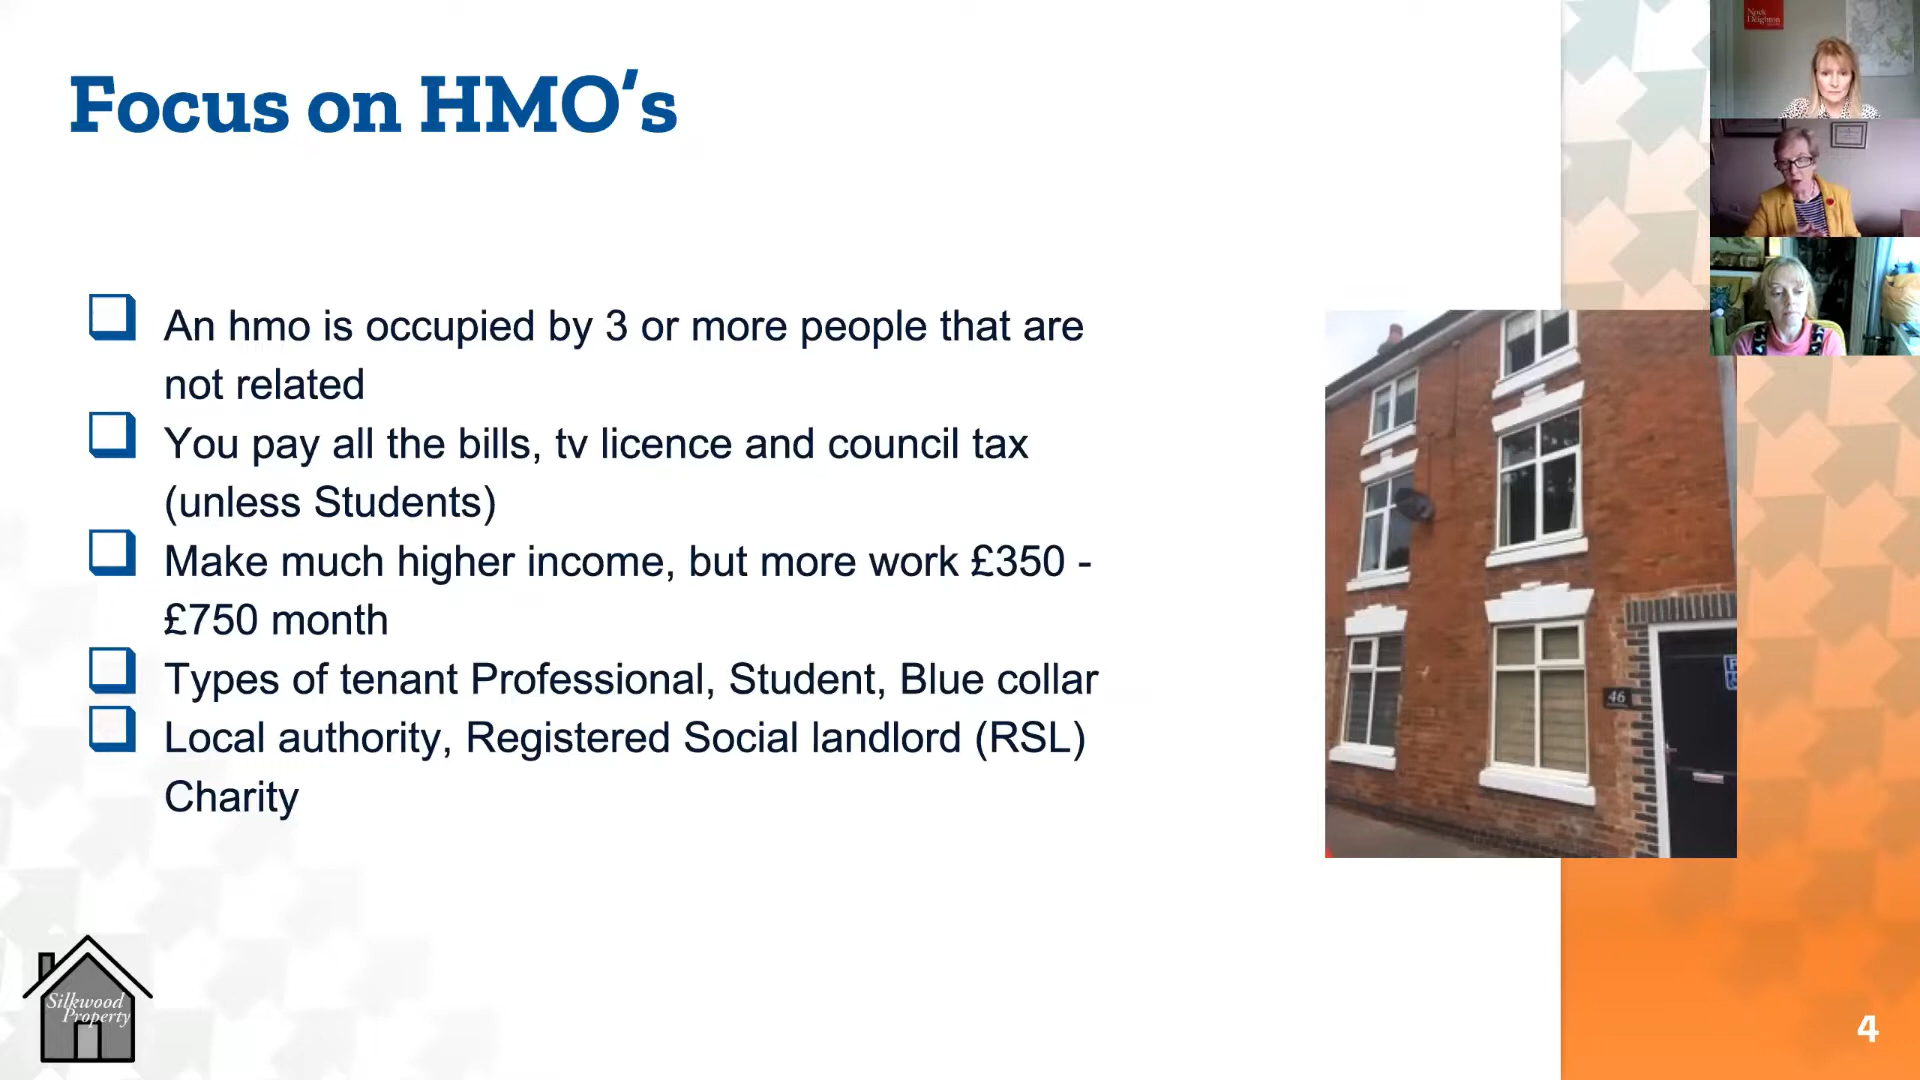 Focus on HMO‘s
An hmo is occupied by 3 or more people that are
not related
You pay all the bills, tv licence and council tax
(unless Students)
Make much higher income, but more work £350 -
£750 month
Types of tenant Professional, Student, Blue collar
Local authority, Registered Social landlord (RSL)
Charity
46
Silkwood
Property
4